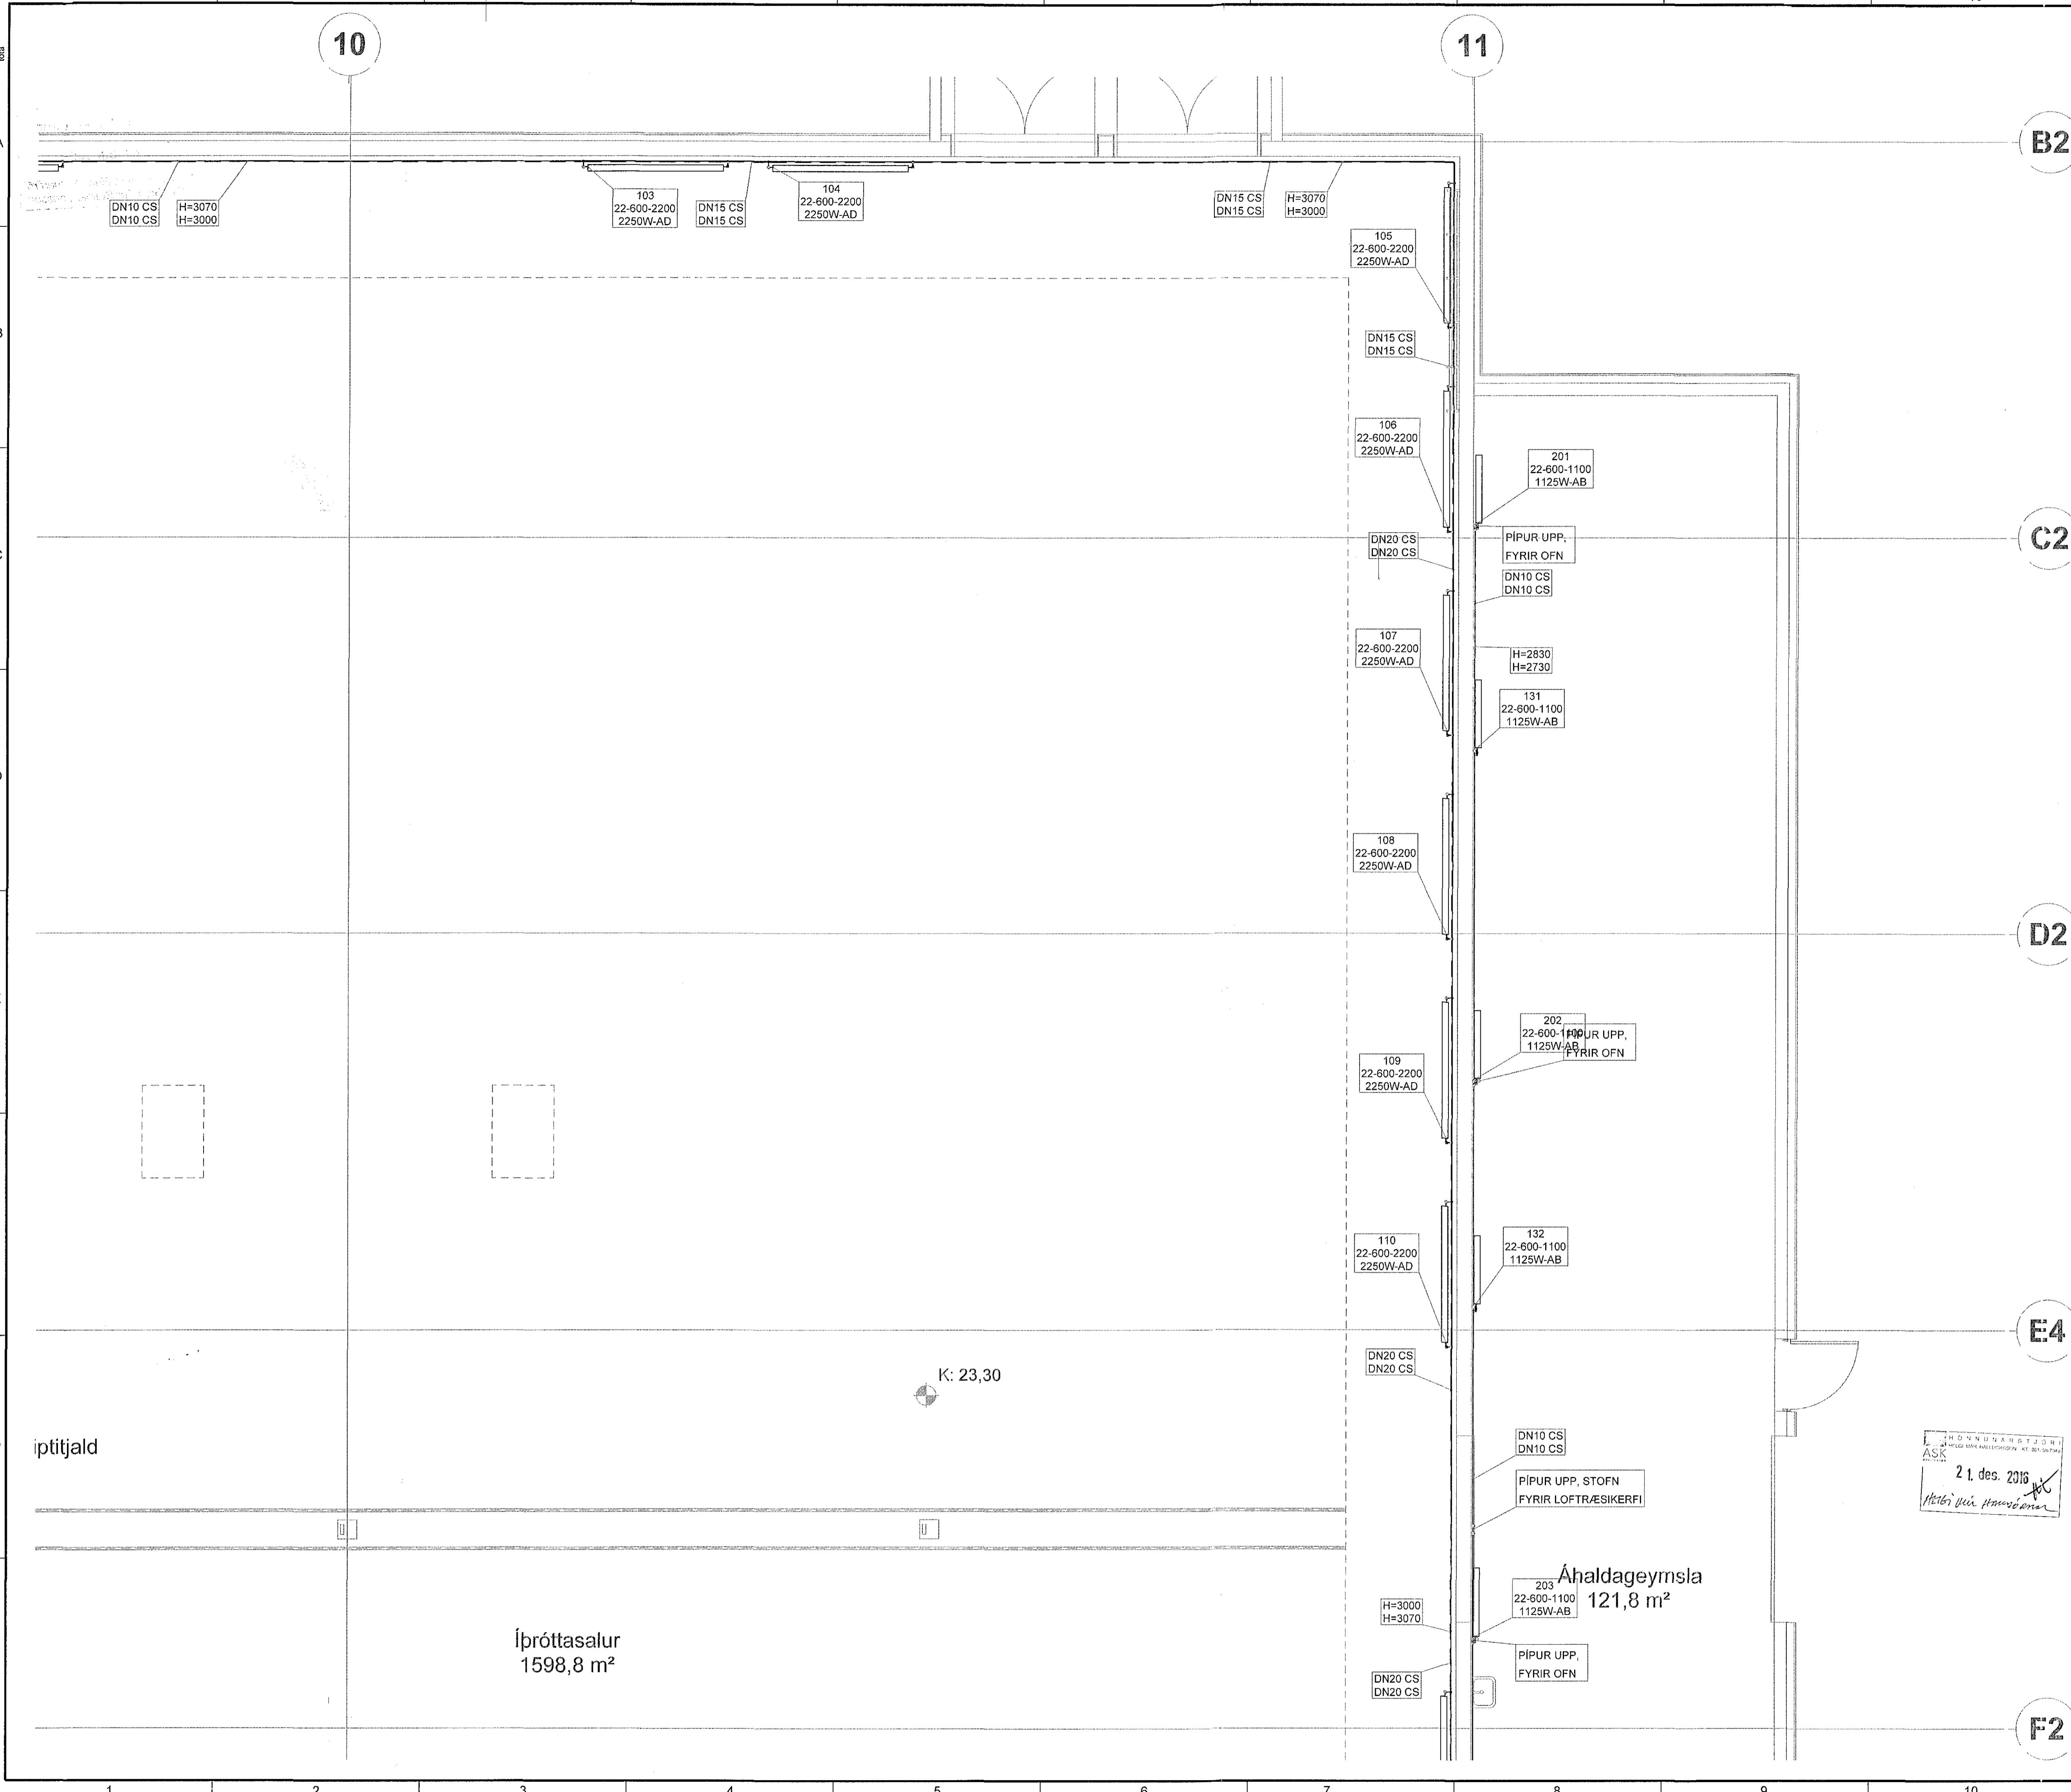 10
11
B2
DN10 CS
DN10 CS
H=3070
H=3000
103
22-600-2200
2250W-AD
DN15 CS
DN15 CS
104
22-600-2200
2250W-AD
DN15 CS
DN15 CS
H=3070
H=3000
105
22-600-2200
2250W-AD
DN15 CS
DN15 CS
106
22-600-2200
2250W-AD
201
22-600-1100
1125W-AB
DN20 CS
DN20 CS
PÍPUR UPP,
FYRIR OFN
C2
DN10 CS
DN10 CS
107
22-600-2200
2250W-AD
H=2830
H=2730
131
22-600-1100
1125W-AB
108
22-600-2200
2250W-AD
D2
202
22-600-1100
1125W-AB
PÍPUR UPP,
FYRIR OFN
109
22-600-2200
2250W-AD
110
22-600-2200
2250W-AD
132
22-600-1100
1125W-AB
E4
DN20 CS
DN20 CS
K: 23,30
iptitjald
DN10 CS
DN10 CS
PÍPUR UPP, STOFN
FYRIR LOFTRÆSIKERFI
HÖNNUNARSTJÓRI
ASK
21. des. 2016
Áhaldageymsla
121,8 m²
203
22-600-1100
1125W-AB
H=3000
H=3070
Íþróttasalur
1598,8 m²
PÍPUR UPP,
FYRIR OFN
DN20 CS
DN20 CS
F2
1 2 3 4 5 6 7 8 9 10